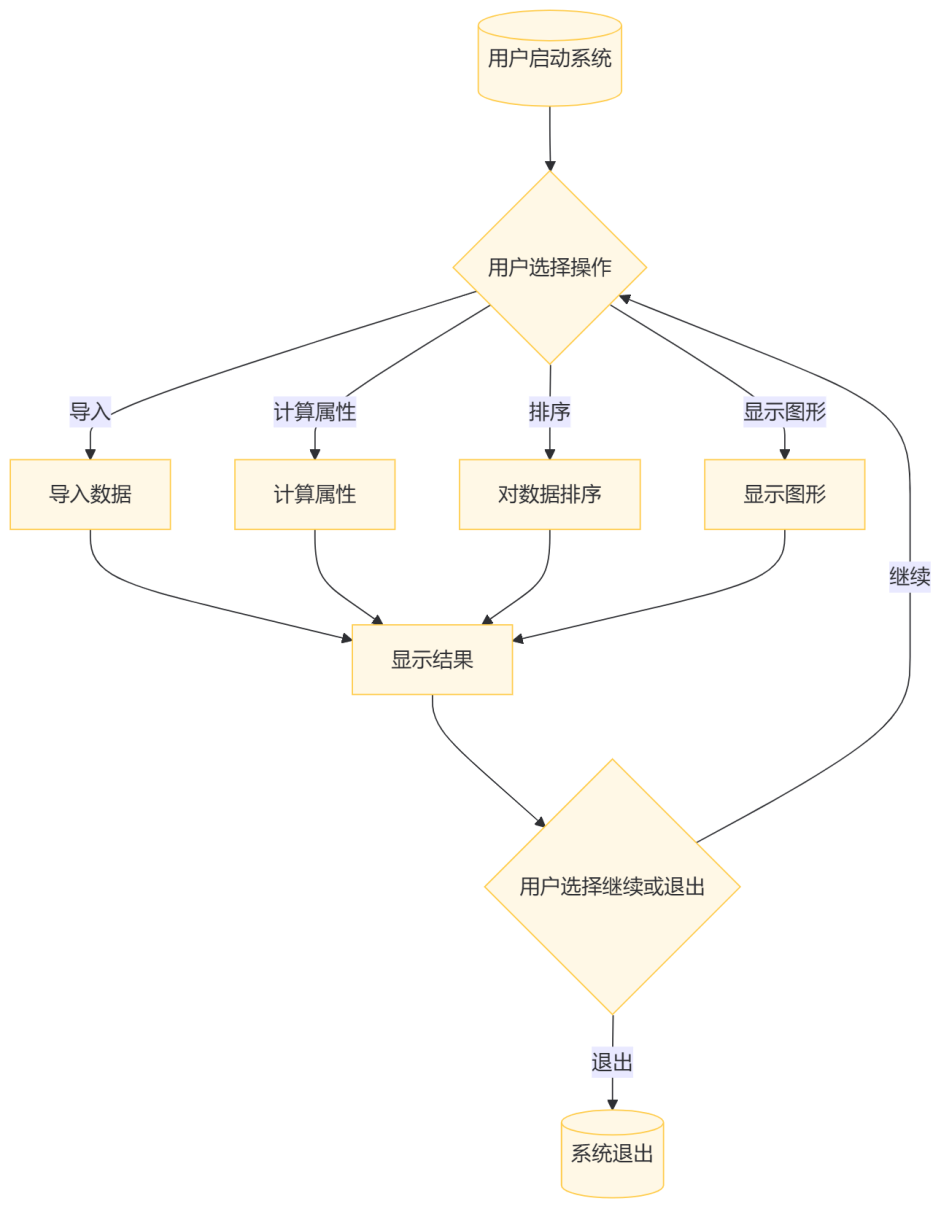 用户启动系统
用户选择操作
导入
计算属性
排序
显示图形
导入数据
计算属性
对数据排序
显示图形
继续
显示结果
用户选择继续或退出
退出
系统退出